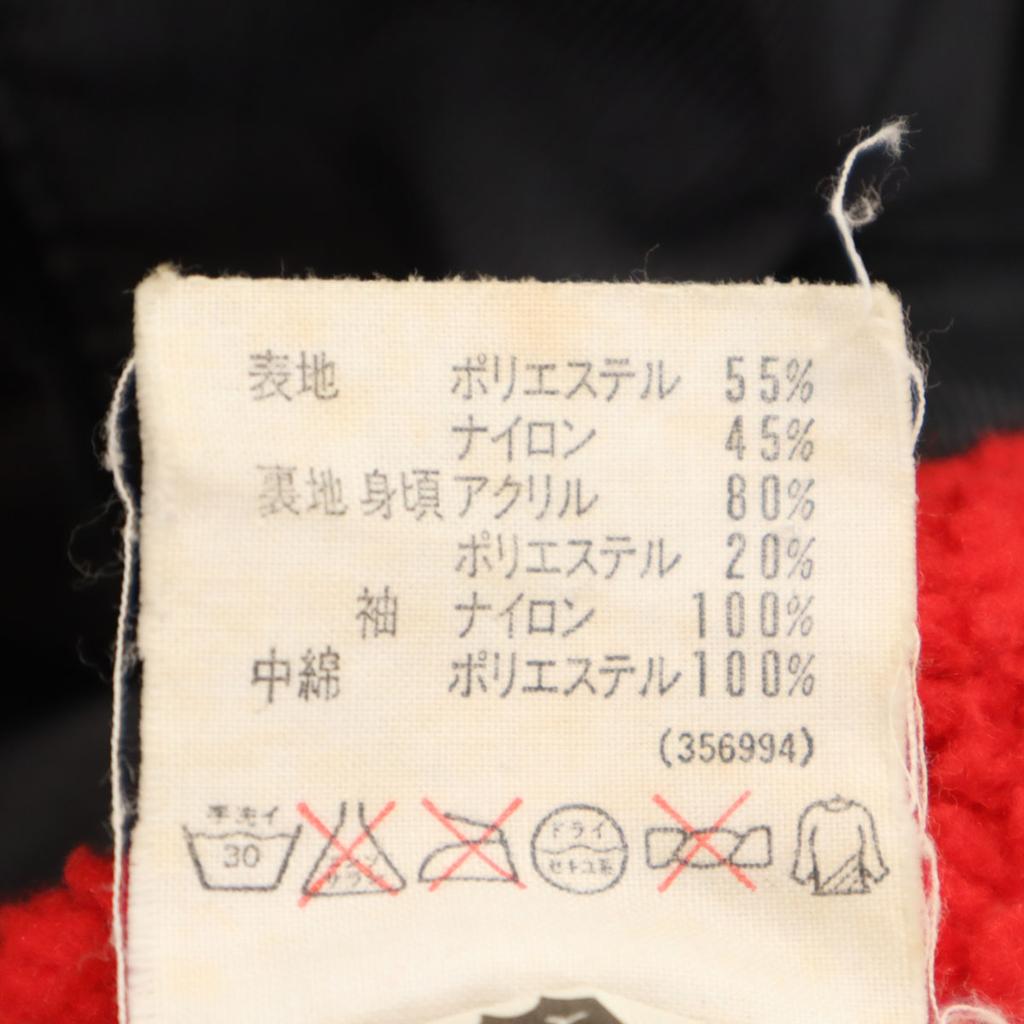 表地 ポリエステル 55%
ナイロン 45%
裏地 身頃 アクリル 80%
ポリエステル 20%
袖 ナイロン 100%
中綿 ポリエステル 100%
(356994)
手洗イ
30
ドライ
セキユ系